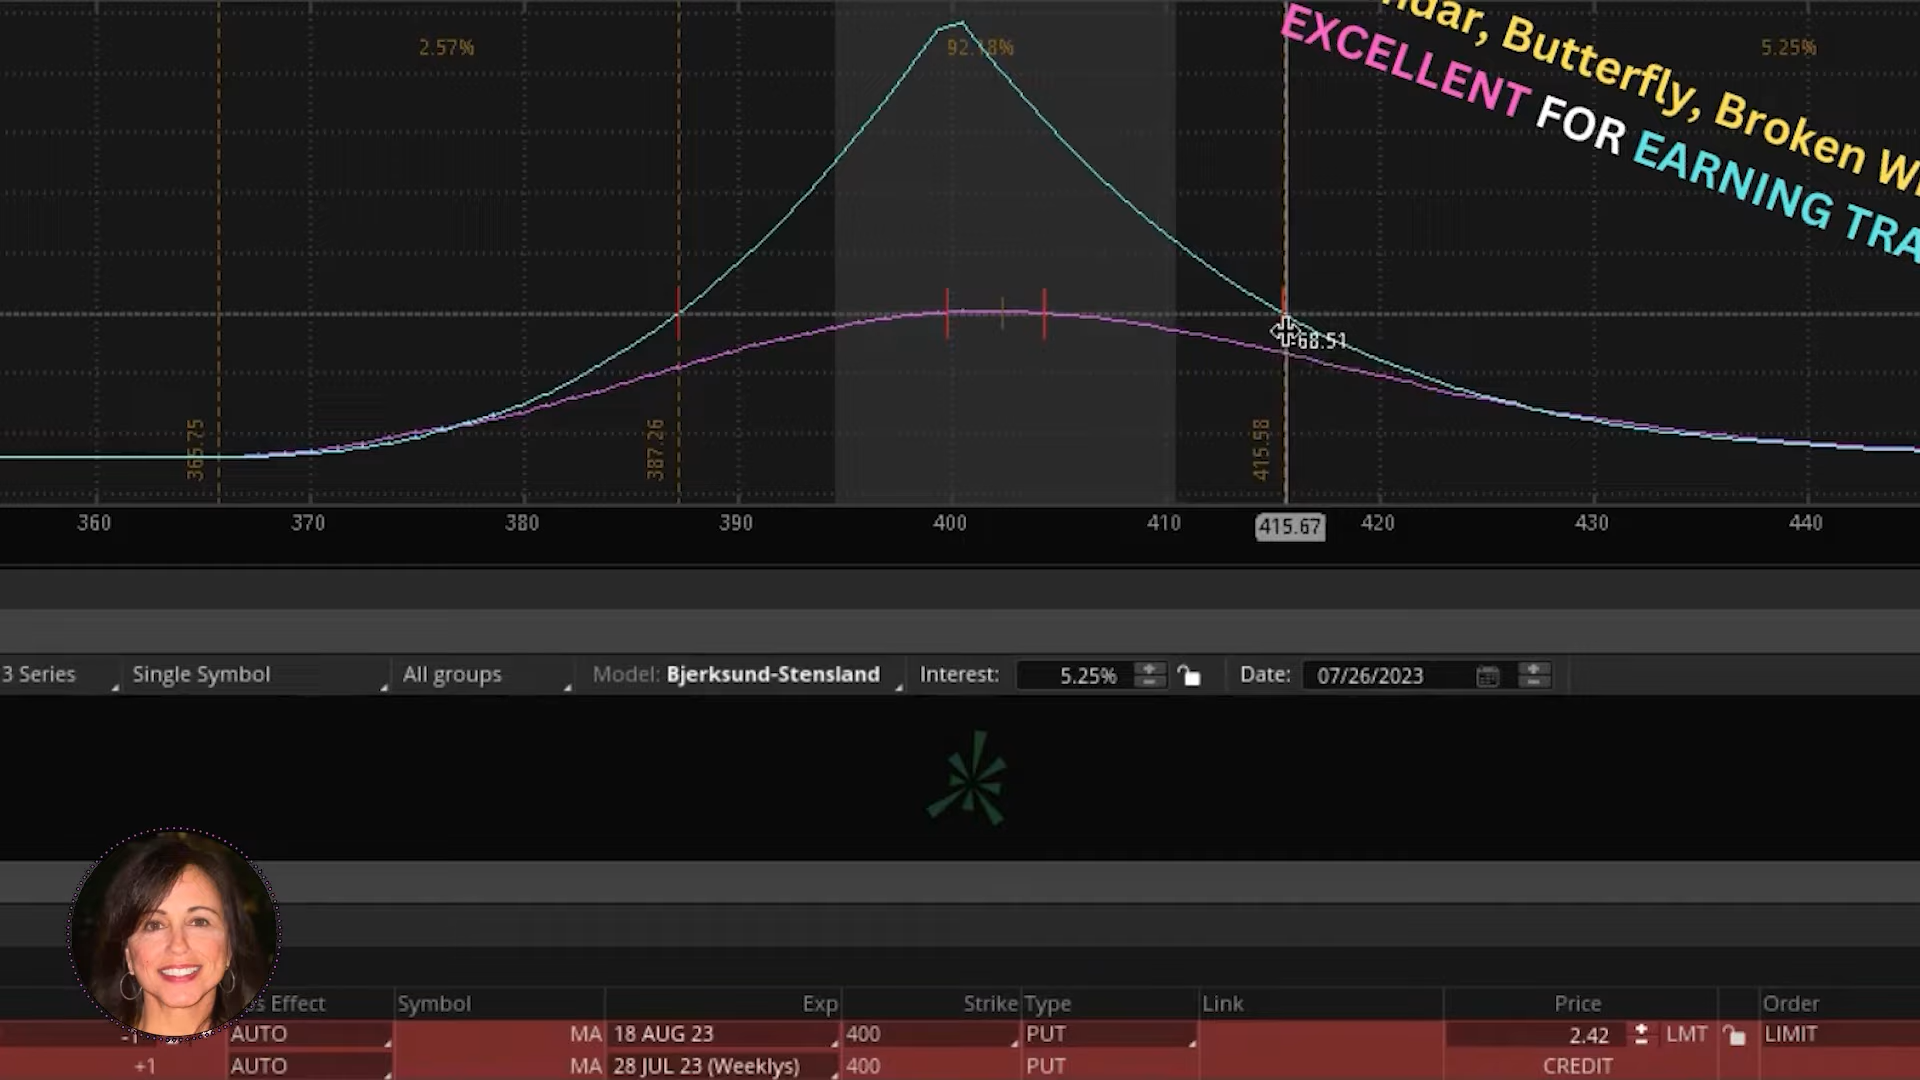 2.57%
92.18%
5.25%
ndar, Butterfly, Broken W
EXCELLENT FOR EARNING TRA
68.51
365.75
387.26
415.58
360
370
380
390
400
410
415.67
420
430
440
3 Series
Single Symbol
All groups
Model: Bjerksund-Stensland
Interest: 5.25%
Date: 07/26/2023
s Effect Symbol Exp Strike Type Link Price Order
-1 AUTO MA 18 AUG 23 400 PUT 2.42 LMT LIMIT
+1 AUTO MA 28 JUL 23 (Weeklys) 400 PUT CREDIT